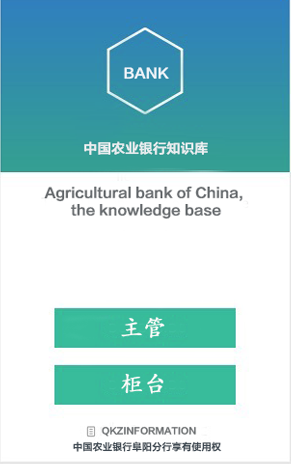 BANK
中国农业银行知识库
Agricultural bank of China,
the knowledge base
主管
柜台
QKZINFORMATION
中国农业银行阜阳分行享有使用权